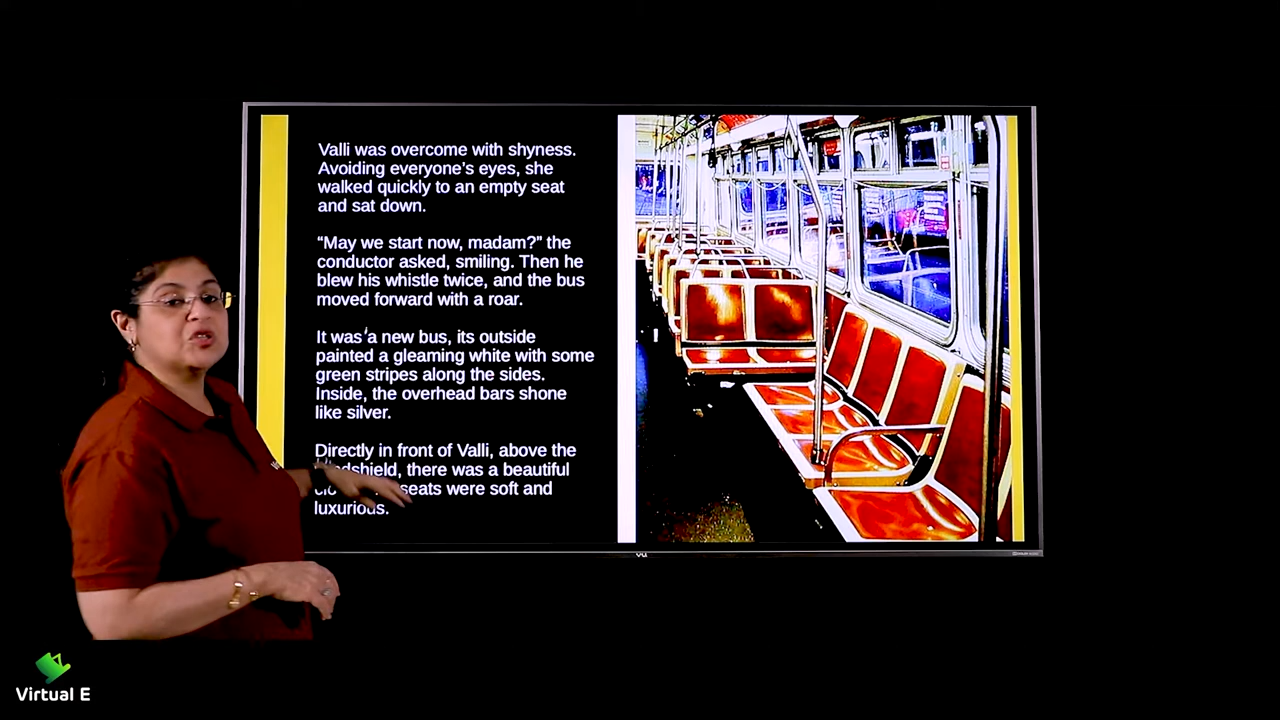 Valli was overcome with shyness.
Avoiding everyone's eyes, she
walked quickly to an empty seat
and sat down.
“May we start now, madam?” the
conductor asked, smiling. Then he
blew his whistle twice, and the bus
moved forward with a roar.
It was a new bus, its outside
painted a gleaming white with some
green stripes along the sides.
Inside, the overhead bars shone
like silver.
Directly in front of Valli, above the
dshield, there was a beautiful
clo seats were soft and
luxurious.
Virtual E